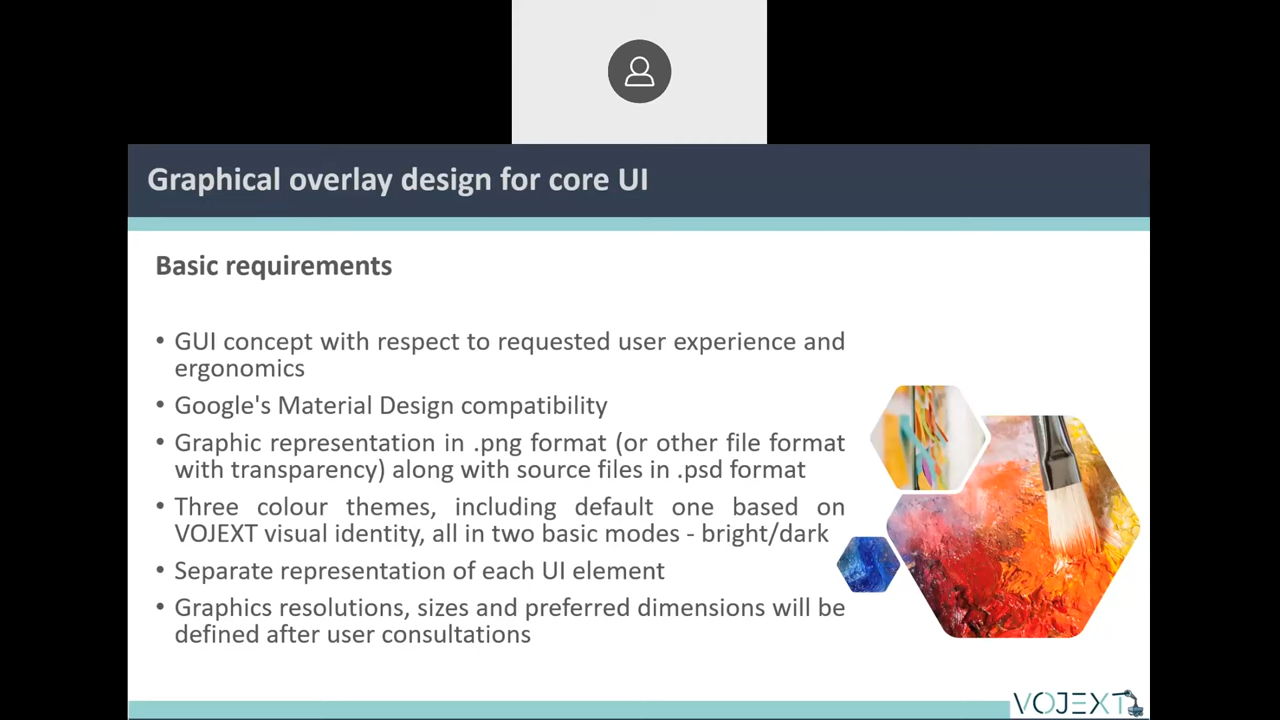 Graphical overlay design for core UI
Basic requirements
• GUI concept with respect to requested user experience and
ergonomics
• Google's Material Design compatibility
• Graphic representation in .png format (or other file format
with transparency) along with source files in .psd format
• Three colour themes, including default one based on
VOJEXT visual identity, all in two basic modes - bright/dark
• Separate representation of each UI element
• Graphics resolutions, sizes and preferred dimensions will be
defined after user consultations
VOJEXT